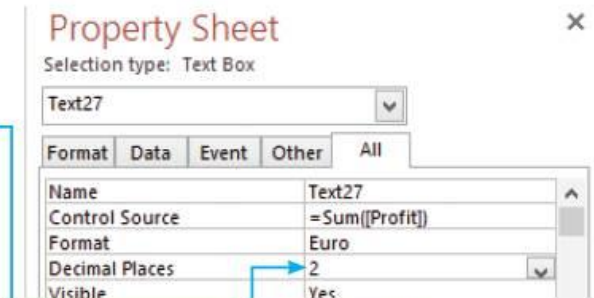 Property Sheet
Selection type: Text Box
Text27
Format Data Event Other All
Name Text27
Control Source =Sum([Profit])
Format Euro
Decimal Places 2
Visible Yes